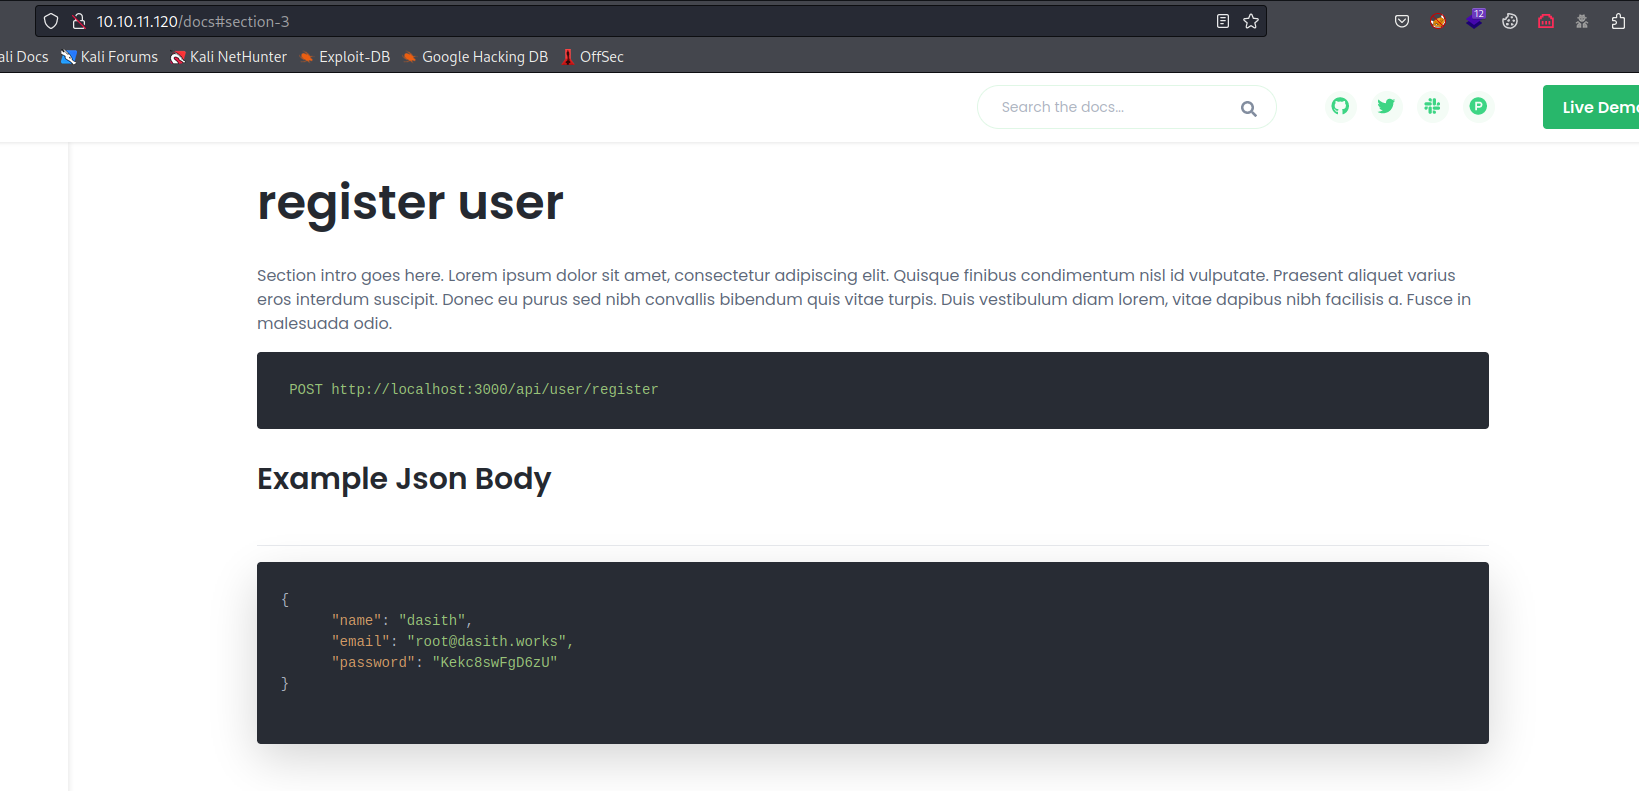 10.10.11.120/docs#section-3
12
ali Docs Kali Forums Kali NetHunter Exploit-DB Google Hacking DB OffSec
Search the docs... Live Demo
register user
Section intro goes here. Lorem ipsum dolor sit amet, consectetur adipiscing elit. Quisque finibus condimentum nisl id vulputate. Praesent aliquet varius
eros interdum suscipit. Donec eu purus sed nibh convallis bibendum quis vitae turpis. Duis vestibulum diam lorem, vitae dapibus nibh facilisis a. Fusce in
malesuada odio.
POST http://localhost:3000/api/user/register
Example Json Body
{
"name": "dasith",
"email": "root@dasith.works",
"password": "Kekc8swFgD6zU"
}